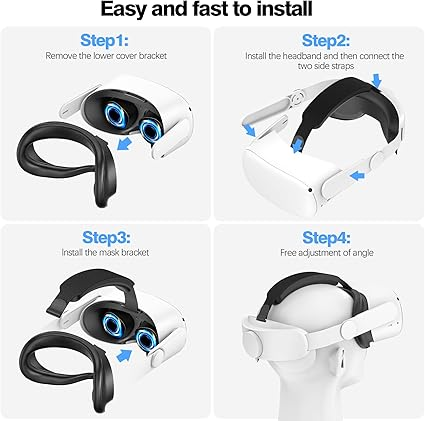 Easy and fast to install
Step1:
Remove the lower cover bracket
Step2:
Install the headband and then connect the
two side straps
Step3:
Install the mask bracket
Step4:
Free adjustment of angle